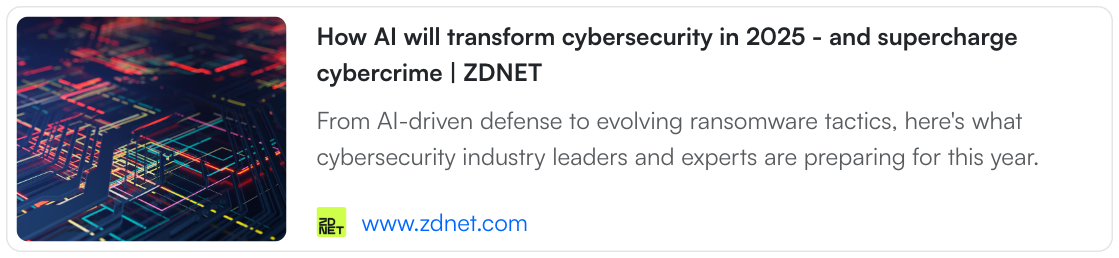 How AI will transform cybersecurity in 2025 - and supercharge
cybercrime | ZDNET
From AI-driven defense to evolving ransomware tactics, here's what
cybersecurity industry leaders and experts are preparing for this year.
ZD
NET
www.zdnet.com